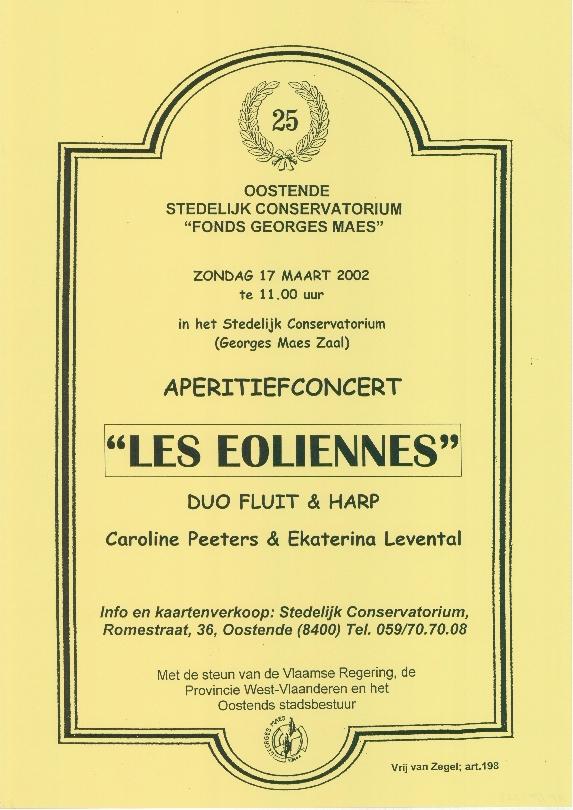 25
OOSTENDE
STEDELIJK CONSERVATORIUM
“FONDS GEORGES MAES”
ZONDAG 17 MAART 2002
te 11.00 uur
in het Stedelijk Conservatorium
(Georges Maes Zaal)
APERITIEFCONCERT
“LES EOLIENNES”
DUO FLUIT & HARP
Caroline Peeters & Ekaterina Levental
Info en kaartenverkoop: Stedelijk Conservatorium,
Romestraat, 36, Oostende (8400) Tel. 059/70.70.08
Met de steun van de Vlaamse Regering, de
Provincie West-Vlaanderen en het
Oostends stadsbestuur
GEORGES MAES
Vrij van Zegel; art.198